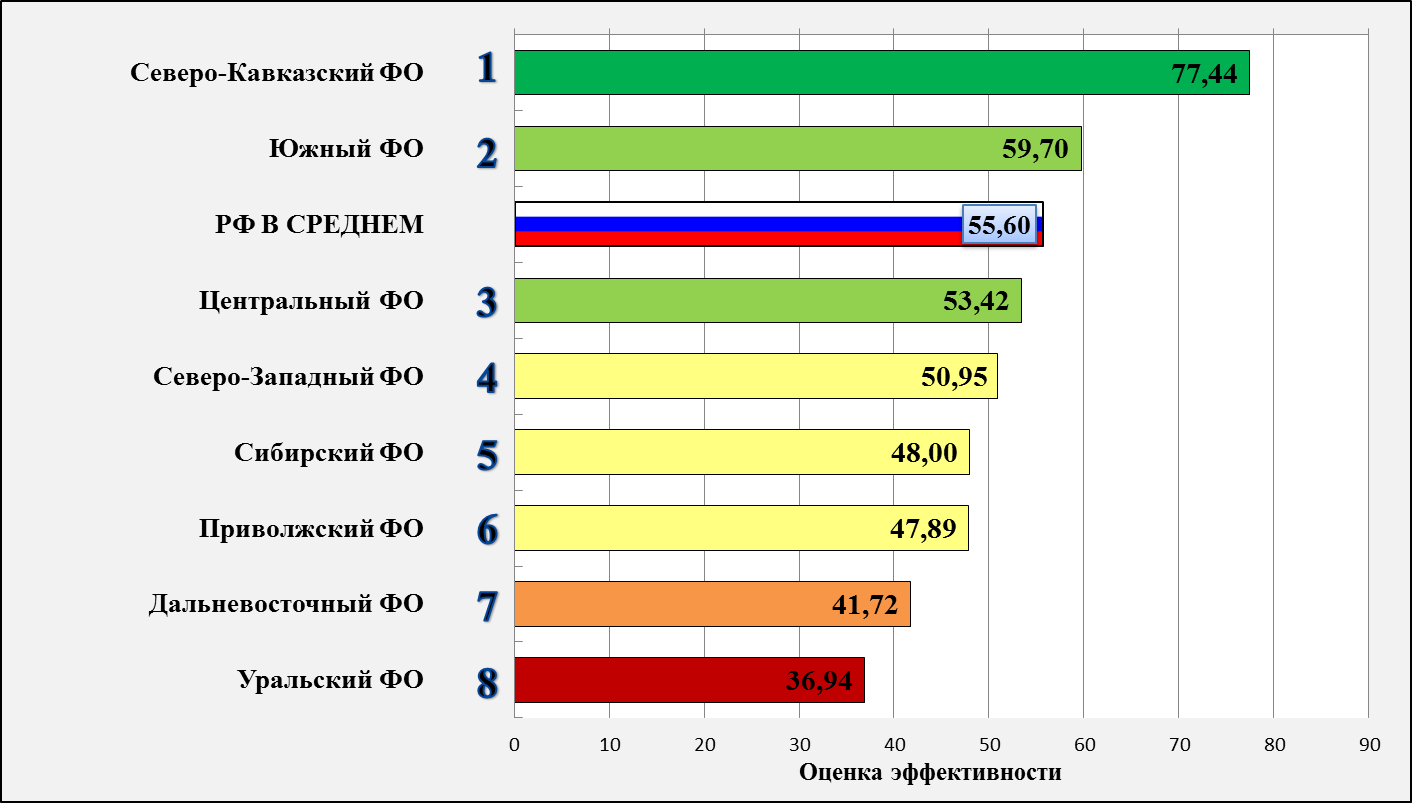 Северо-Кавказский ФО 1 77,44
Южный ФО 2 59,70
РФ В СРЕДНЕМ 55,60
Центральный ФО 3 53,42
Северо-Западный ФО 4 50,95
Сибирский ФО 5 48,00
Приволжский ФО 6 47,89
Дальневосточный ФО 7 41,72
Уральский ФО 8 36,94
0 10 20 30 40 50 60 70 80 90
Оценка эффективности